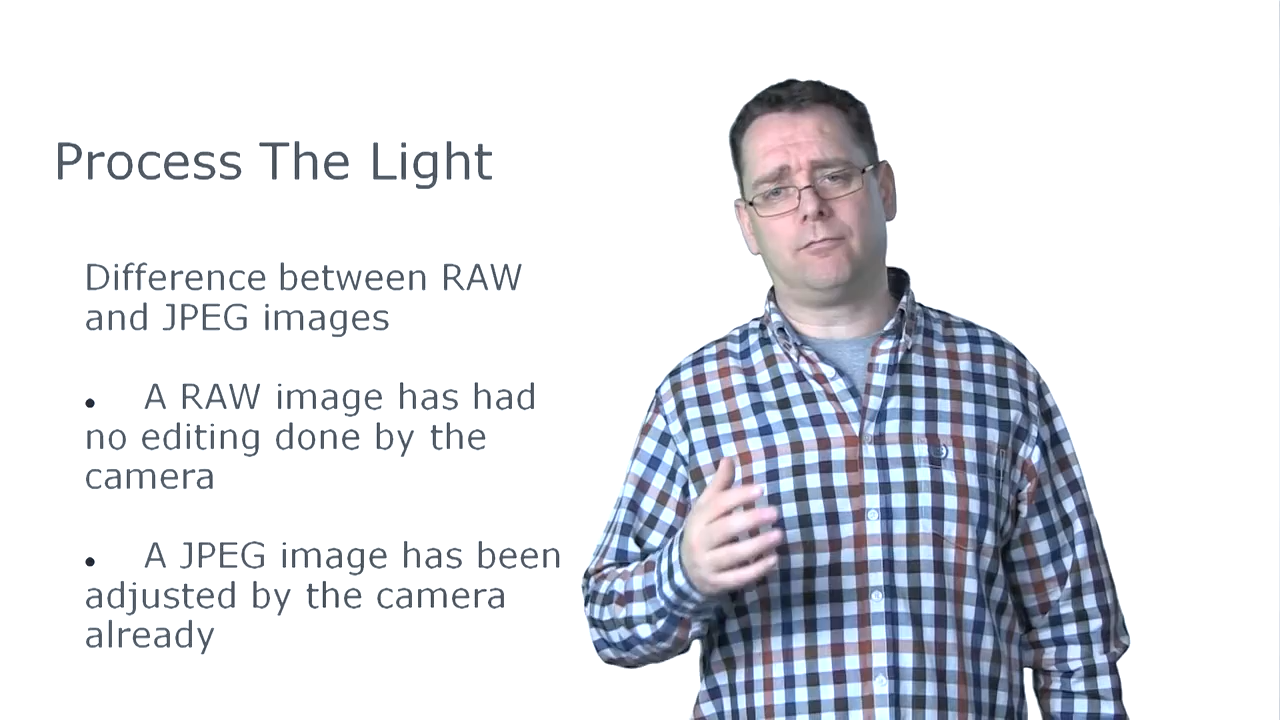 Process The Light
Difference between RAW
and JPEG images
• A RAW image has had
no editing done by the
camera
• A JPEG image has been
adjusted by the camera
already